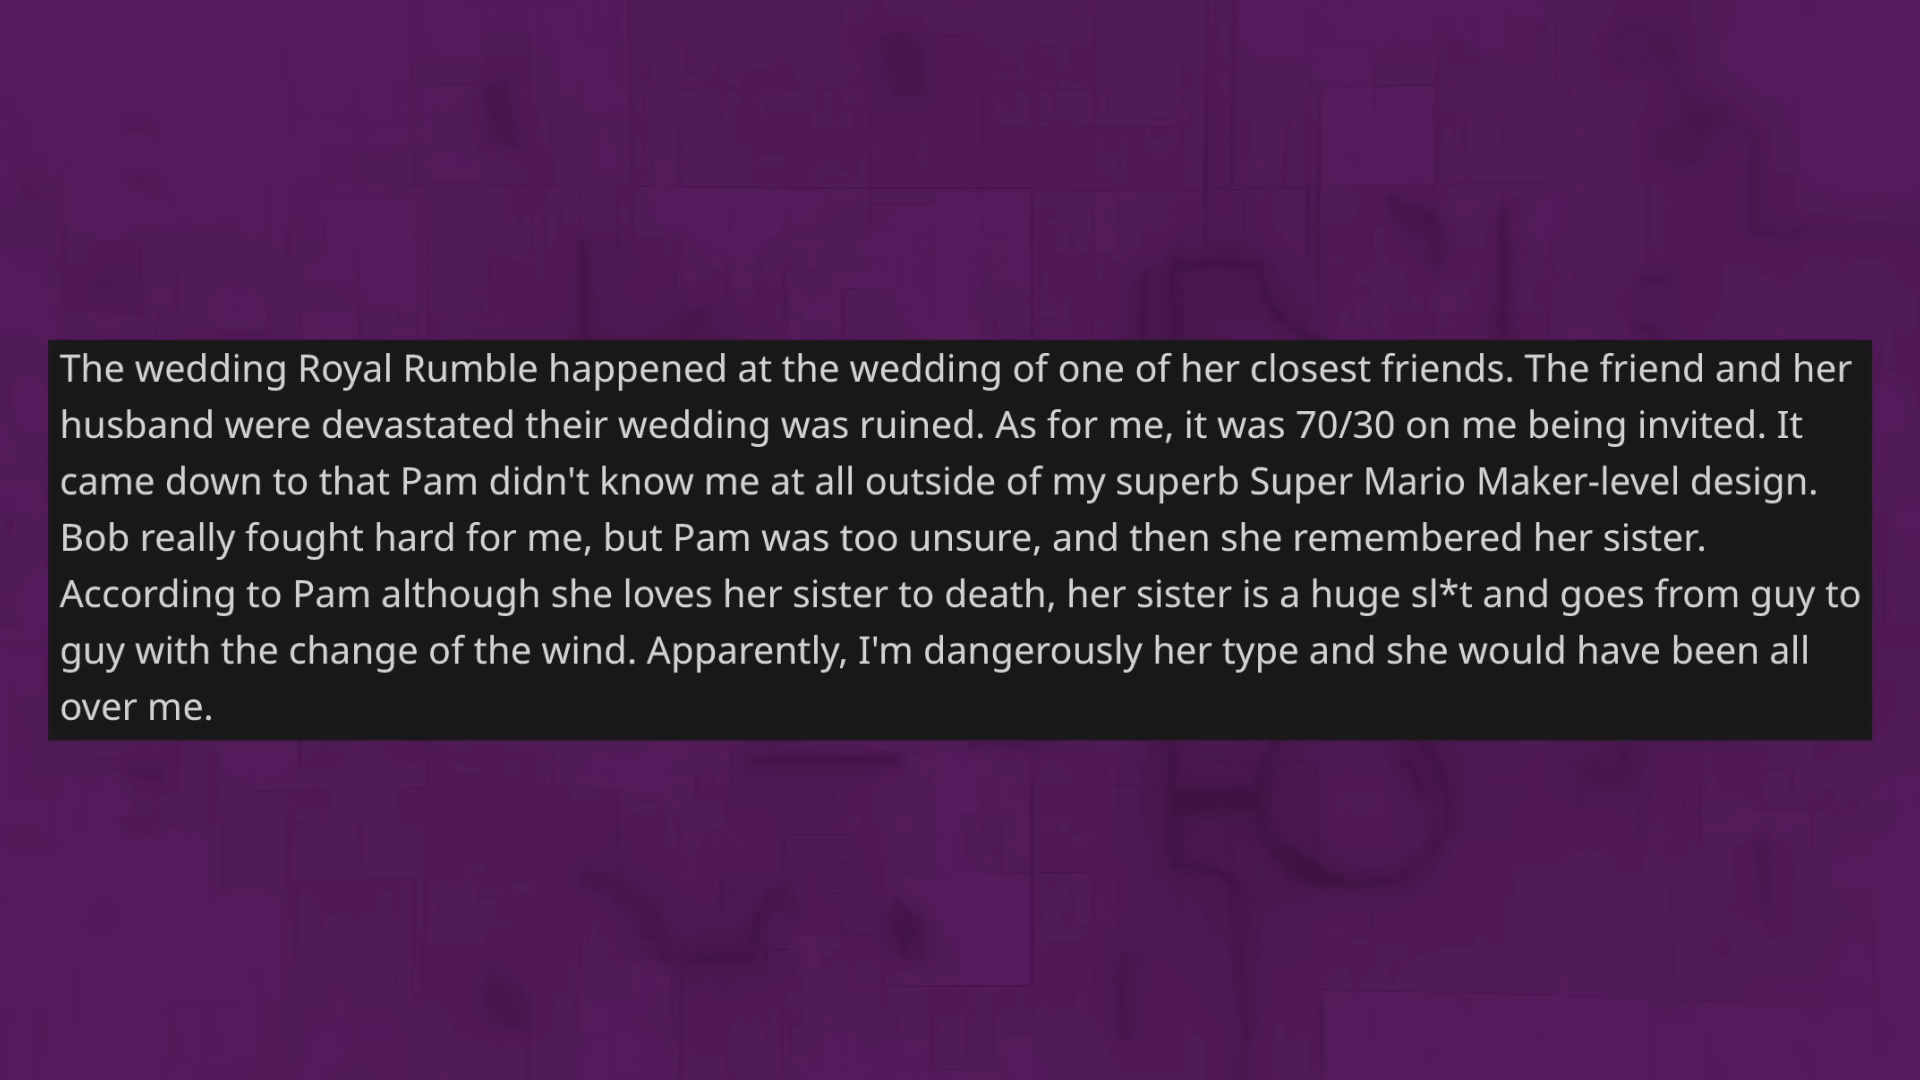 The wedding Royal Rumble happened at the wedding of one of her closest friends. The friend and her
husband were devastated their wedding was ruined. As for me, it was 70/30 on me being invited. It
came down to that Pam didn't know me at all outside of my superb Super Mario Maker-level design.
Bob really fought hard for me, but Pam was too unsure, and then she remembered her sister.
According to Pam although she loves her sister to death, her sister is a huge sl*t and goes from guy to
guy with the change of the wind. Apparently, I'm dangerously her type and she would have been all
over me.